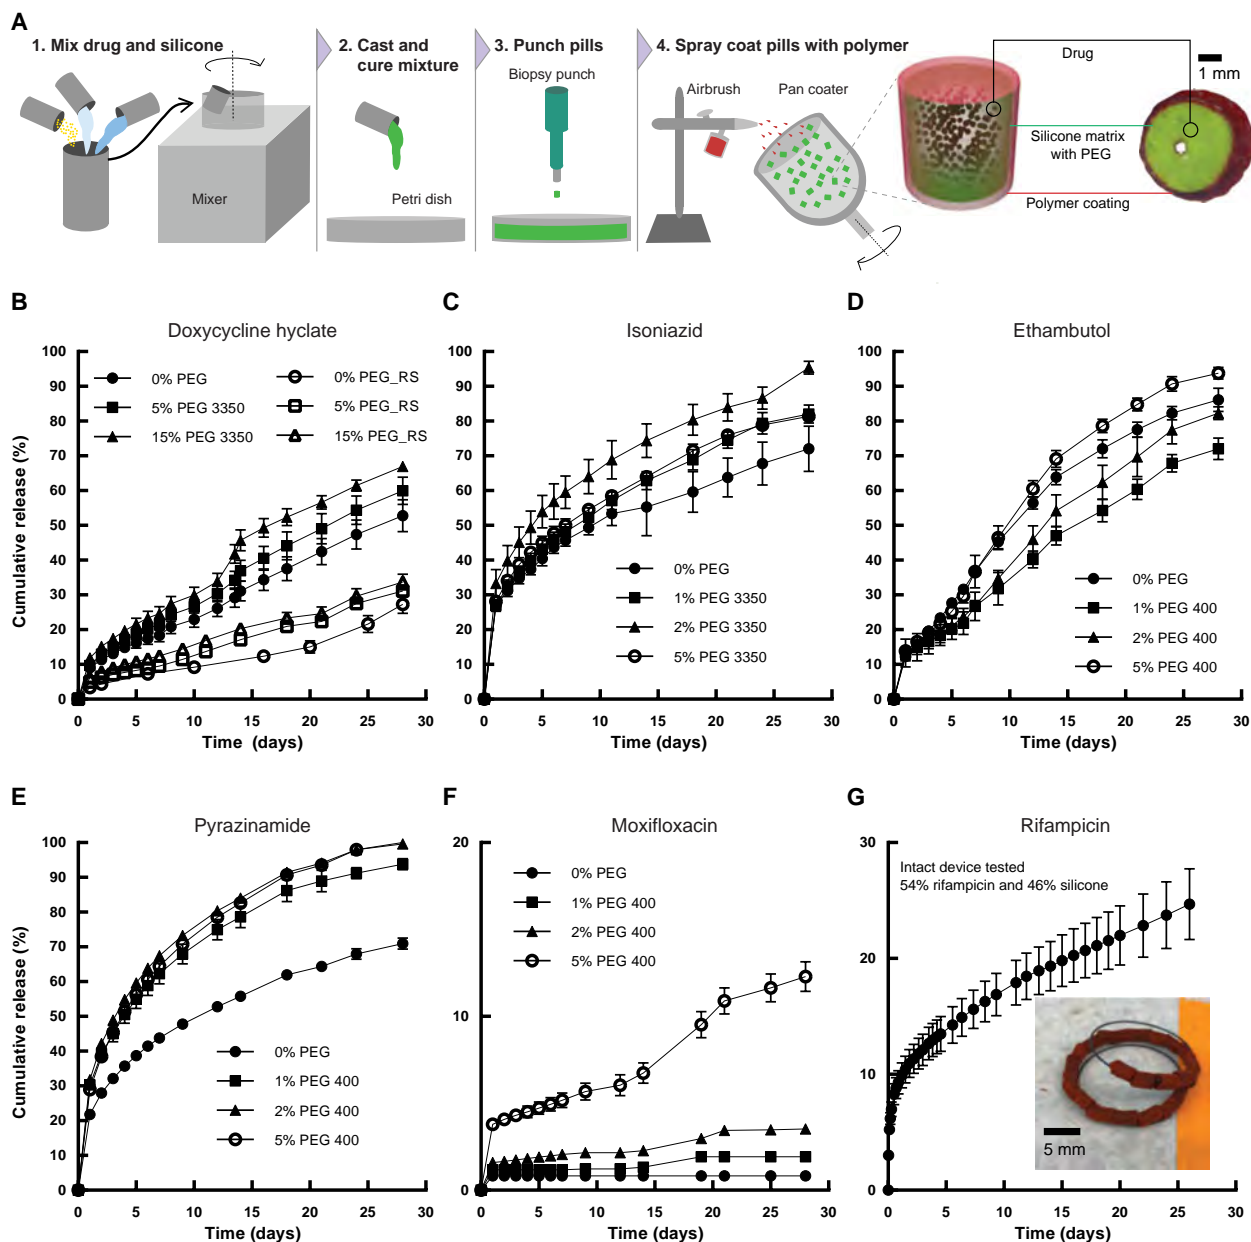 A
1. Mix drug and silicone
Mixer
2. Cast and
cure mixture
Petri dish
3. Punch pills
Biopsy punch
4. Spray coat pills with polymer
Airbrush
Pan coater
Drug
Silicone matrix
with PEG
Polymer coating
1 mm
B
Doxycycline hyclate
Cumulative release (%)
100
90
80
70
60
50
40
30
20
10
0
0% PEG
5% PEG 3350
15% PEG 3350
0% PEG_RS
5% PEG_RS
15% PEG_RS
0 5 10 15 20 25 30
Time (days)
C
Isoniazid
100
90
80
70
60
50
40
30
20
10
0
0% PEG
1% PEG 3350
2% PEG 3350
5% PEG 3350
0 5 10 15 20 25 30
Time (days)
D
Ethambutol
100
90
80
70
60
50
40
30
20
10
0
0% PEG
1% PEG 400
2% PEG 400
5% PEG 400
0 5 10 15 20 25 30
Time (days)
E
Pyrazinamide
Cumulative release (%)
100
90
80
70
60
50
40
30
20
10
0
0% PEG
1% PEG 400
2% PEG 400
5% PEG 400
0 5 10 15 20 25 30
Time (days)
F
Moxifloxacin
20
10
0
0% PEG
1% PEG 400
2% PEG 400
5% PEG 400
0 5 10 15 20 25 30
Time (days)
G
Rifampicin
30
20
10
0
Intact device tested
54% rifampicin and 46% silicone
5 mm
0 5 10 15 20 25 30
Time (days)